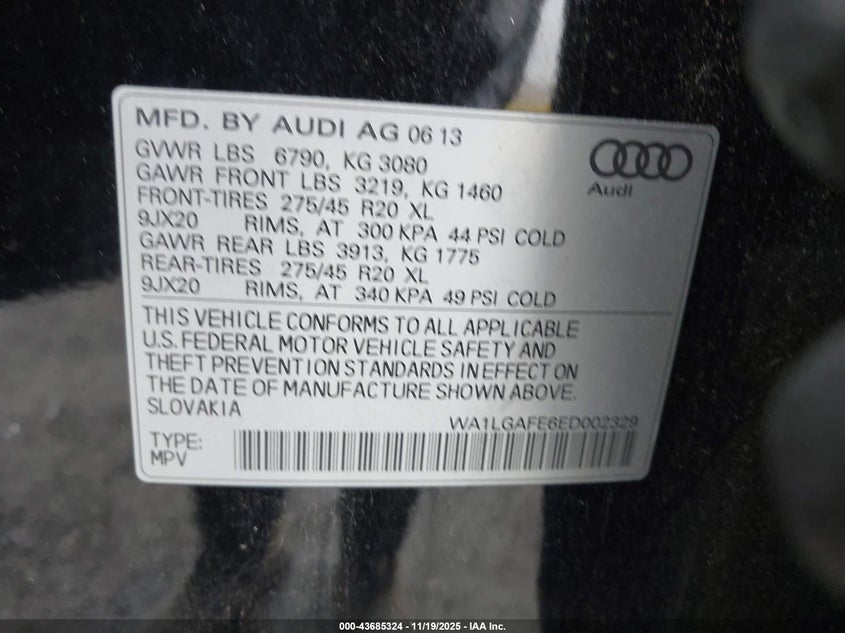 MFD. BY AUDI AG 06 13
GVWR LBS 6790, KG 3080
GAWR FRONT LBS 3219, KG 1460
FRONT-TIRES 275/45 R20 XL
9JX20 RIMS, AT 300 KPA 44 PSI COLD
GAWR REAR LBS 3913, KG 1775
REAR-TIRES 275/45 R20 XL
9JX20 RIMS, AT 340 KPA 49 PSI COLD
Audi
THIS VEHICLE CONFORMS TO ALL APPLICABLE
U.S. FEDERAL MOTOR VEHICLE SAFETY AND
THEFT PREVENTION STANDARDS IN EFFECT ON
THE DATE OF MANUFACTURE SHOWN ABOVE.
SLOVAKIA
WA1LGAFE6ED002329
TYPE:
MPV
000-43685324 | 11/19/2025 - IAA Inc.